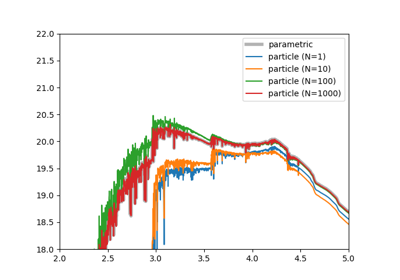 22.0
21.5
21.0
20.5
20.0
19.5
19.0
18.5
18.0
2.0 2.5 3.0 3.5 4.0 4.5 5.0
parametric
particle (N=1)
particle (N=10)
particle (N=100)
particle (N=1000)